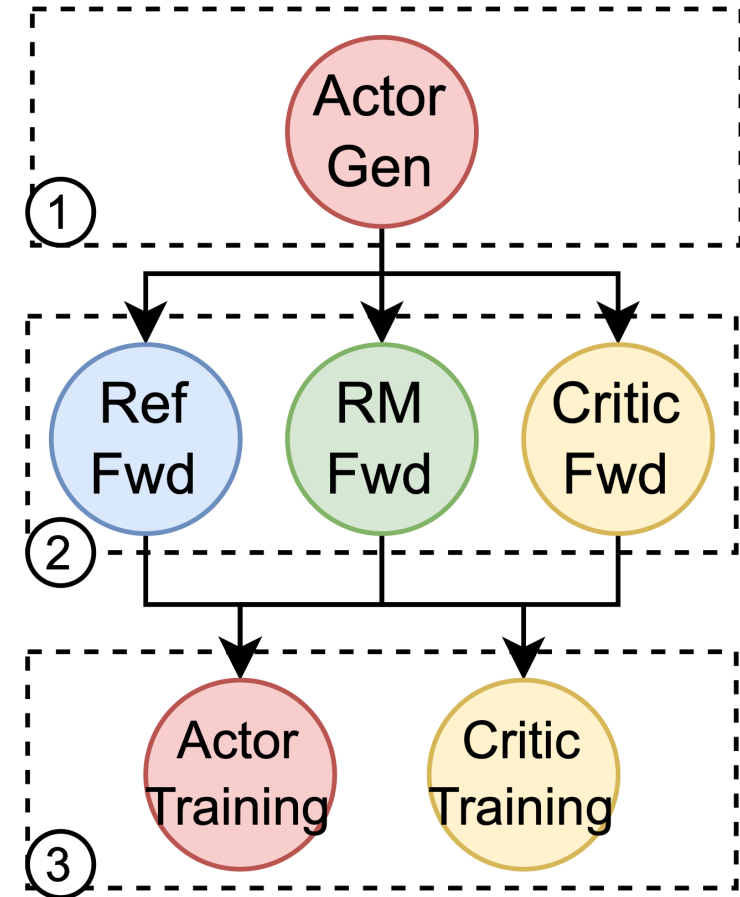 Actor
Gen
1
Ref
Fwd
RM
Fwd
Critic
Fwd
2
Actor
Training
Critic
Training
3